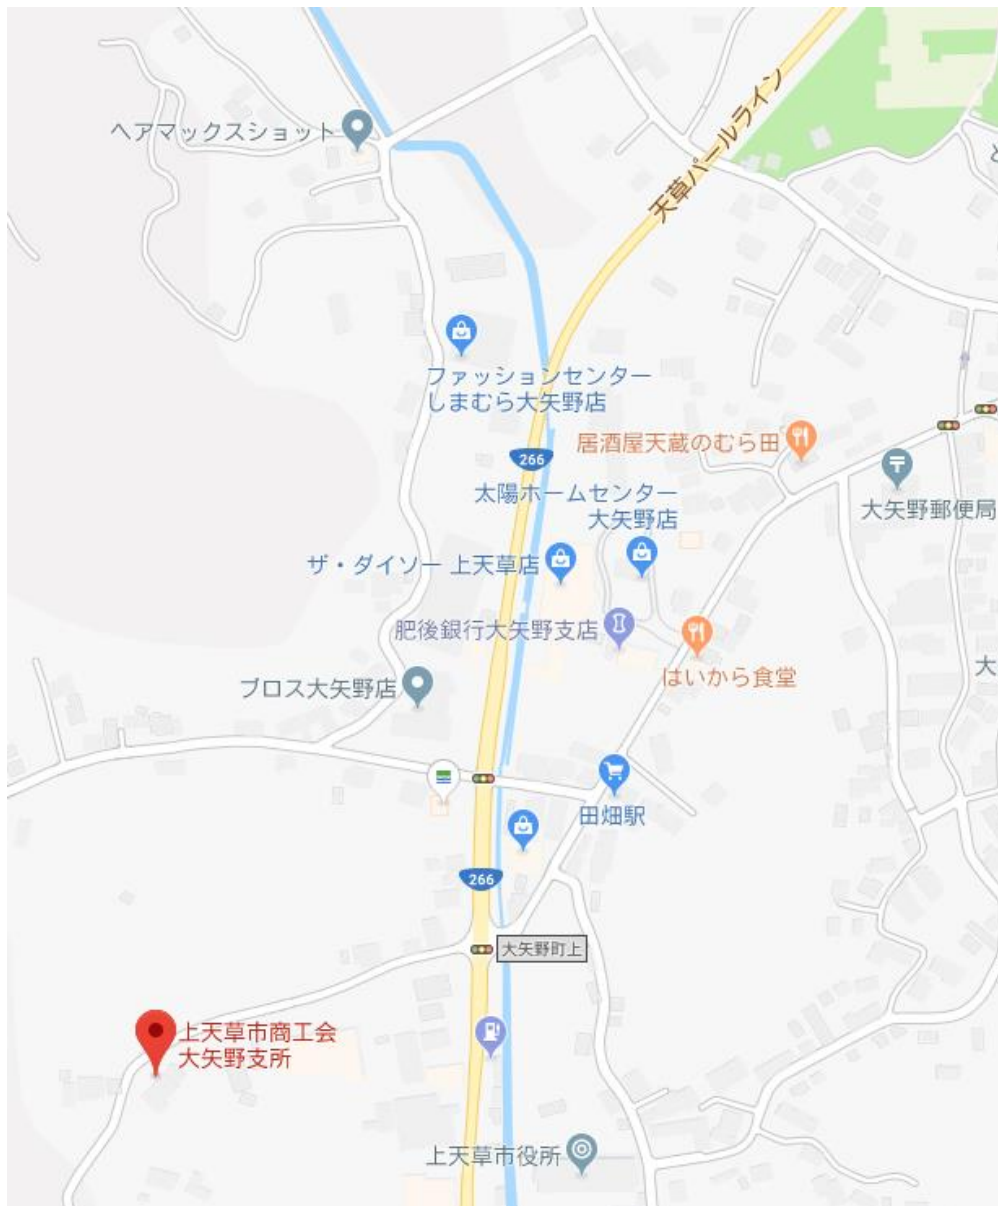 ヘアマックスショット
天草パールライン
ファッションセンター
しまむら大矢野店
居酒屋天蔵のむら田
266
太陽ホームセンター
大矢野店
大矢野郵便局
ザ・ダイソー 上天草店
肥後銀行大矢野支店
はいから食堂
大
ブロス大矢野店
田畑駅
266
大矢野町上
上天草市商工会
大矢野支所
上天草市役所